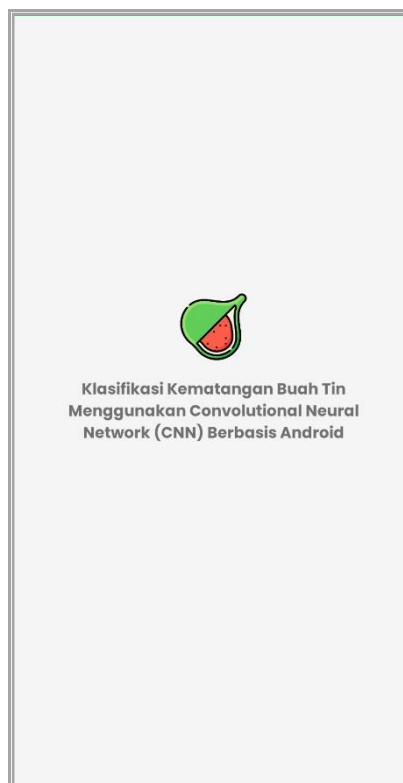 Klasifikasi Kematangan Buah Tin
Menggunakan Convolutional Neural
Network (CNN) Berbasis Android